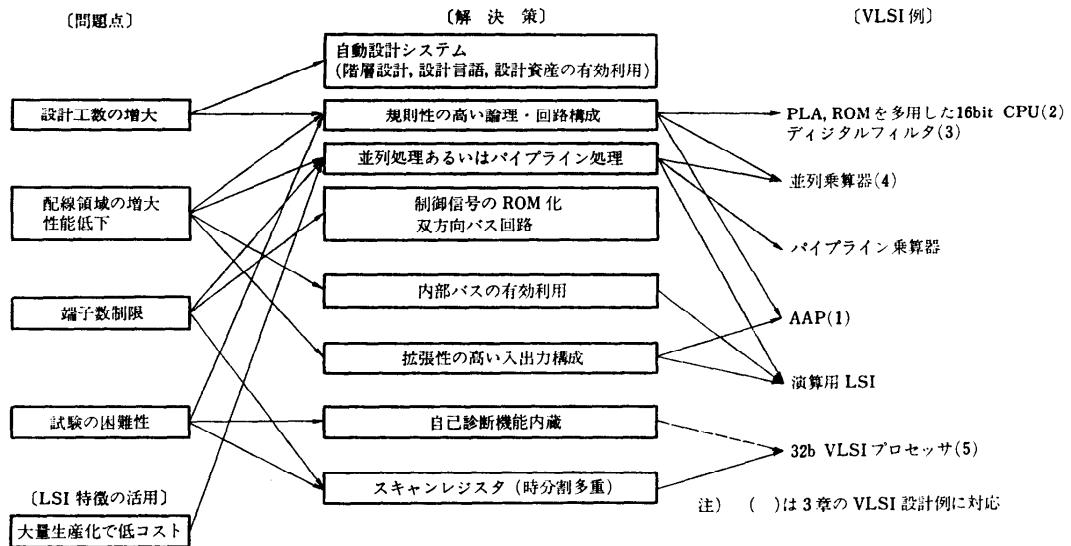 〔問題点〕
〔解決策〕
〔VLSI例〕
自動設計システム
(階層設計, 設計言語, 設計資産の有効利用)
設計工数の増大
規則性の高い論理・回路構成
PLA, ROMを多用した16bit CPU(2)
ディジタルフィルタ(3)
並列処理あるいはパイプライン処理
並列乗算器(4)
配線領域の増大
性能低下
制御信号のROM化
双方向バス回路
パイプライン乗算器
内部バスの有効利用
端子数制限
AAP(1)
拡張性の高い入出力構成
演算用LSI
試験の困難性
自己診断機能内蔵
32b VLSIプロセッサ(5)
スキャンレジスタ(時分割多重)
〔LSI特徴の活用〕
大量生産化で低コスト
注) ( )は3章のVLSI設計例に対応